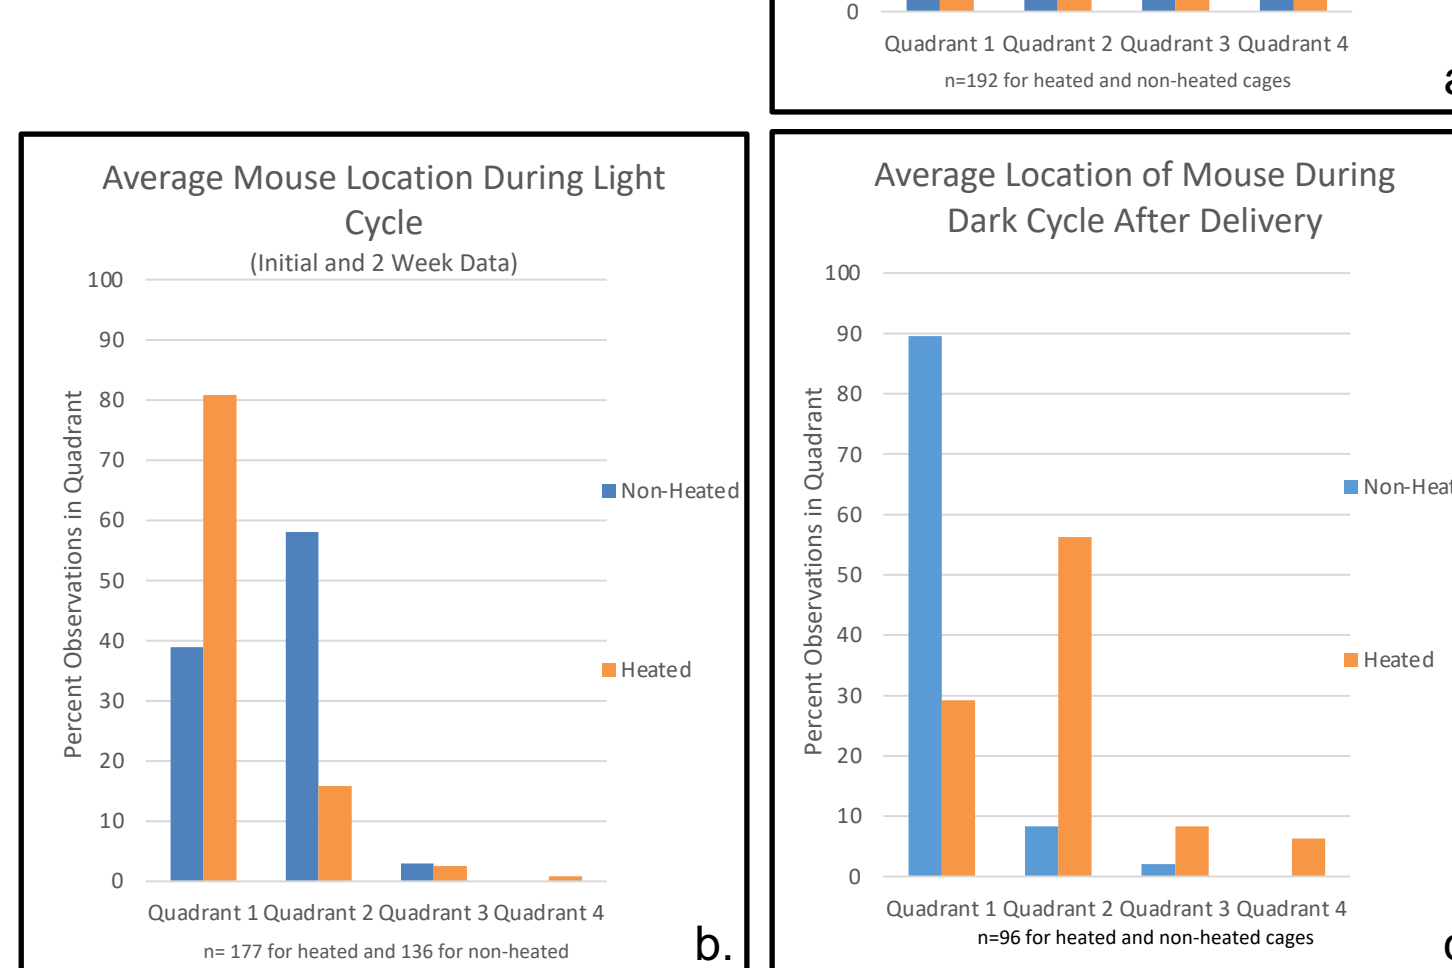 0
Quadrant 1 Quadrant 2 Quadrant 3 Quadrant 4
n=192 for heated and non-heated cages
Average Mouse Location During Light
Cycle
(Initial and 2 Week Data)
100
90
80
70
60
50
40
30
20
10
0
Percent Observations in Quadrant
Non-Heated
Heated
Quadrant 1 Quadrant 2 Quadrant 3 Quadrant 4
n= 177 for heated and 136 for non-heated
b.
Average Location of Mouse During
Dark Cycle After Delivery
100
90
80
70
60
50
40
30
20
10
0
Percent Observations in Quadrant
Heated
Quadrant 1 Quadrant 2 Quadrant 3 Quadrant 4
n=96 for heated and non-heated cages